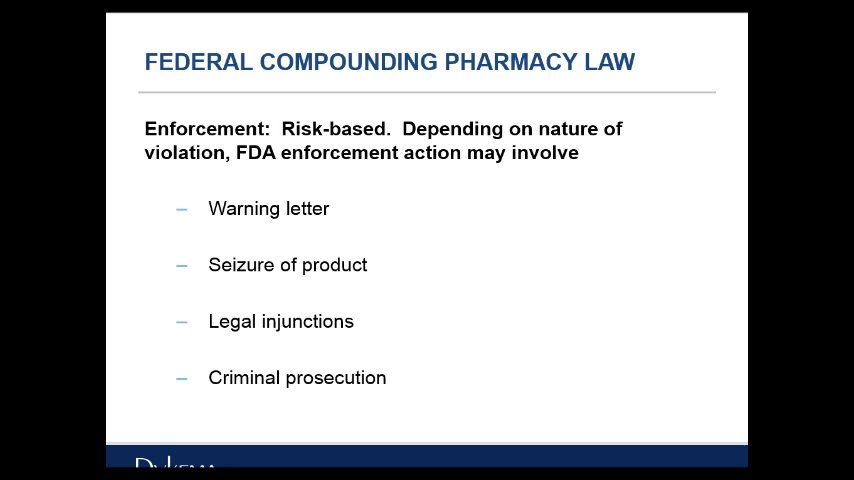 FEDERAL COMPOUNDING PHARMACY LAW
Enforcement: Risk-based. Depending on nature of
violation, FDA enforcement action may involve
– Warning letter
– Seizure of product
– Legal injunctions
– Criminal prosecution
Dykema